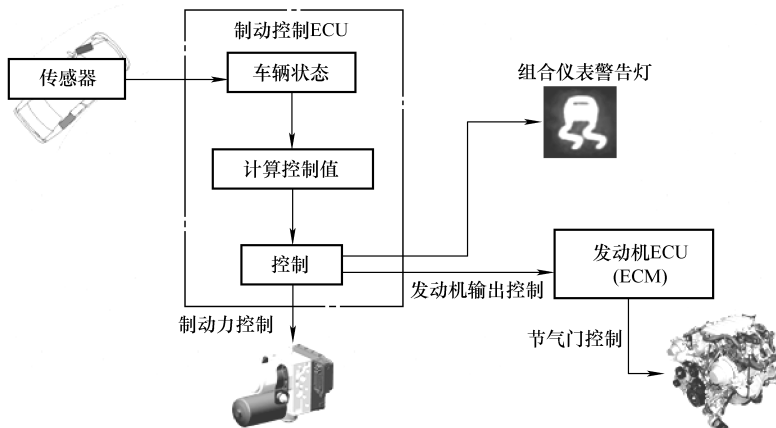 制动控制ECU
传感器
车辆状态
组合仪表警告灯
计算控制值
控制
发动机ECU
(ECM)
发动机输出控制
制动力控制
节气门控制